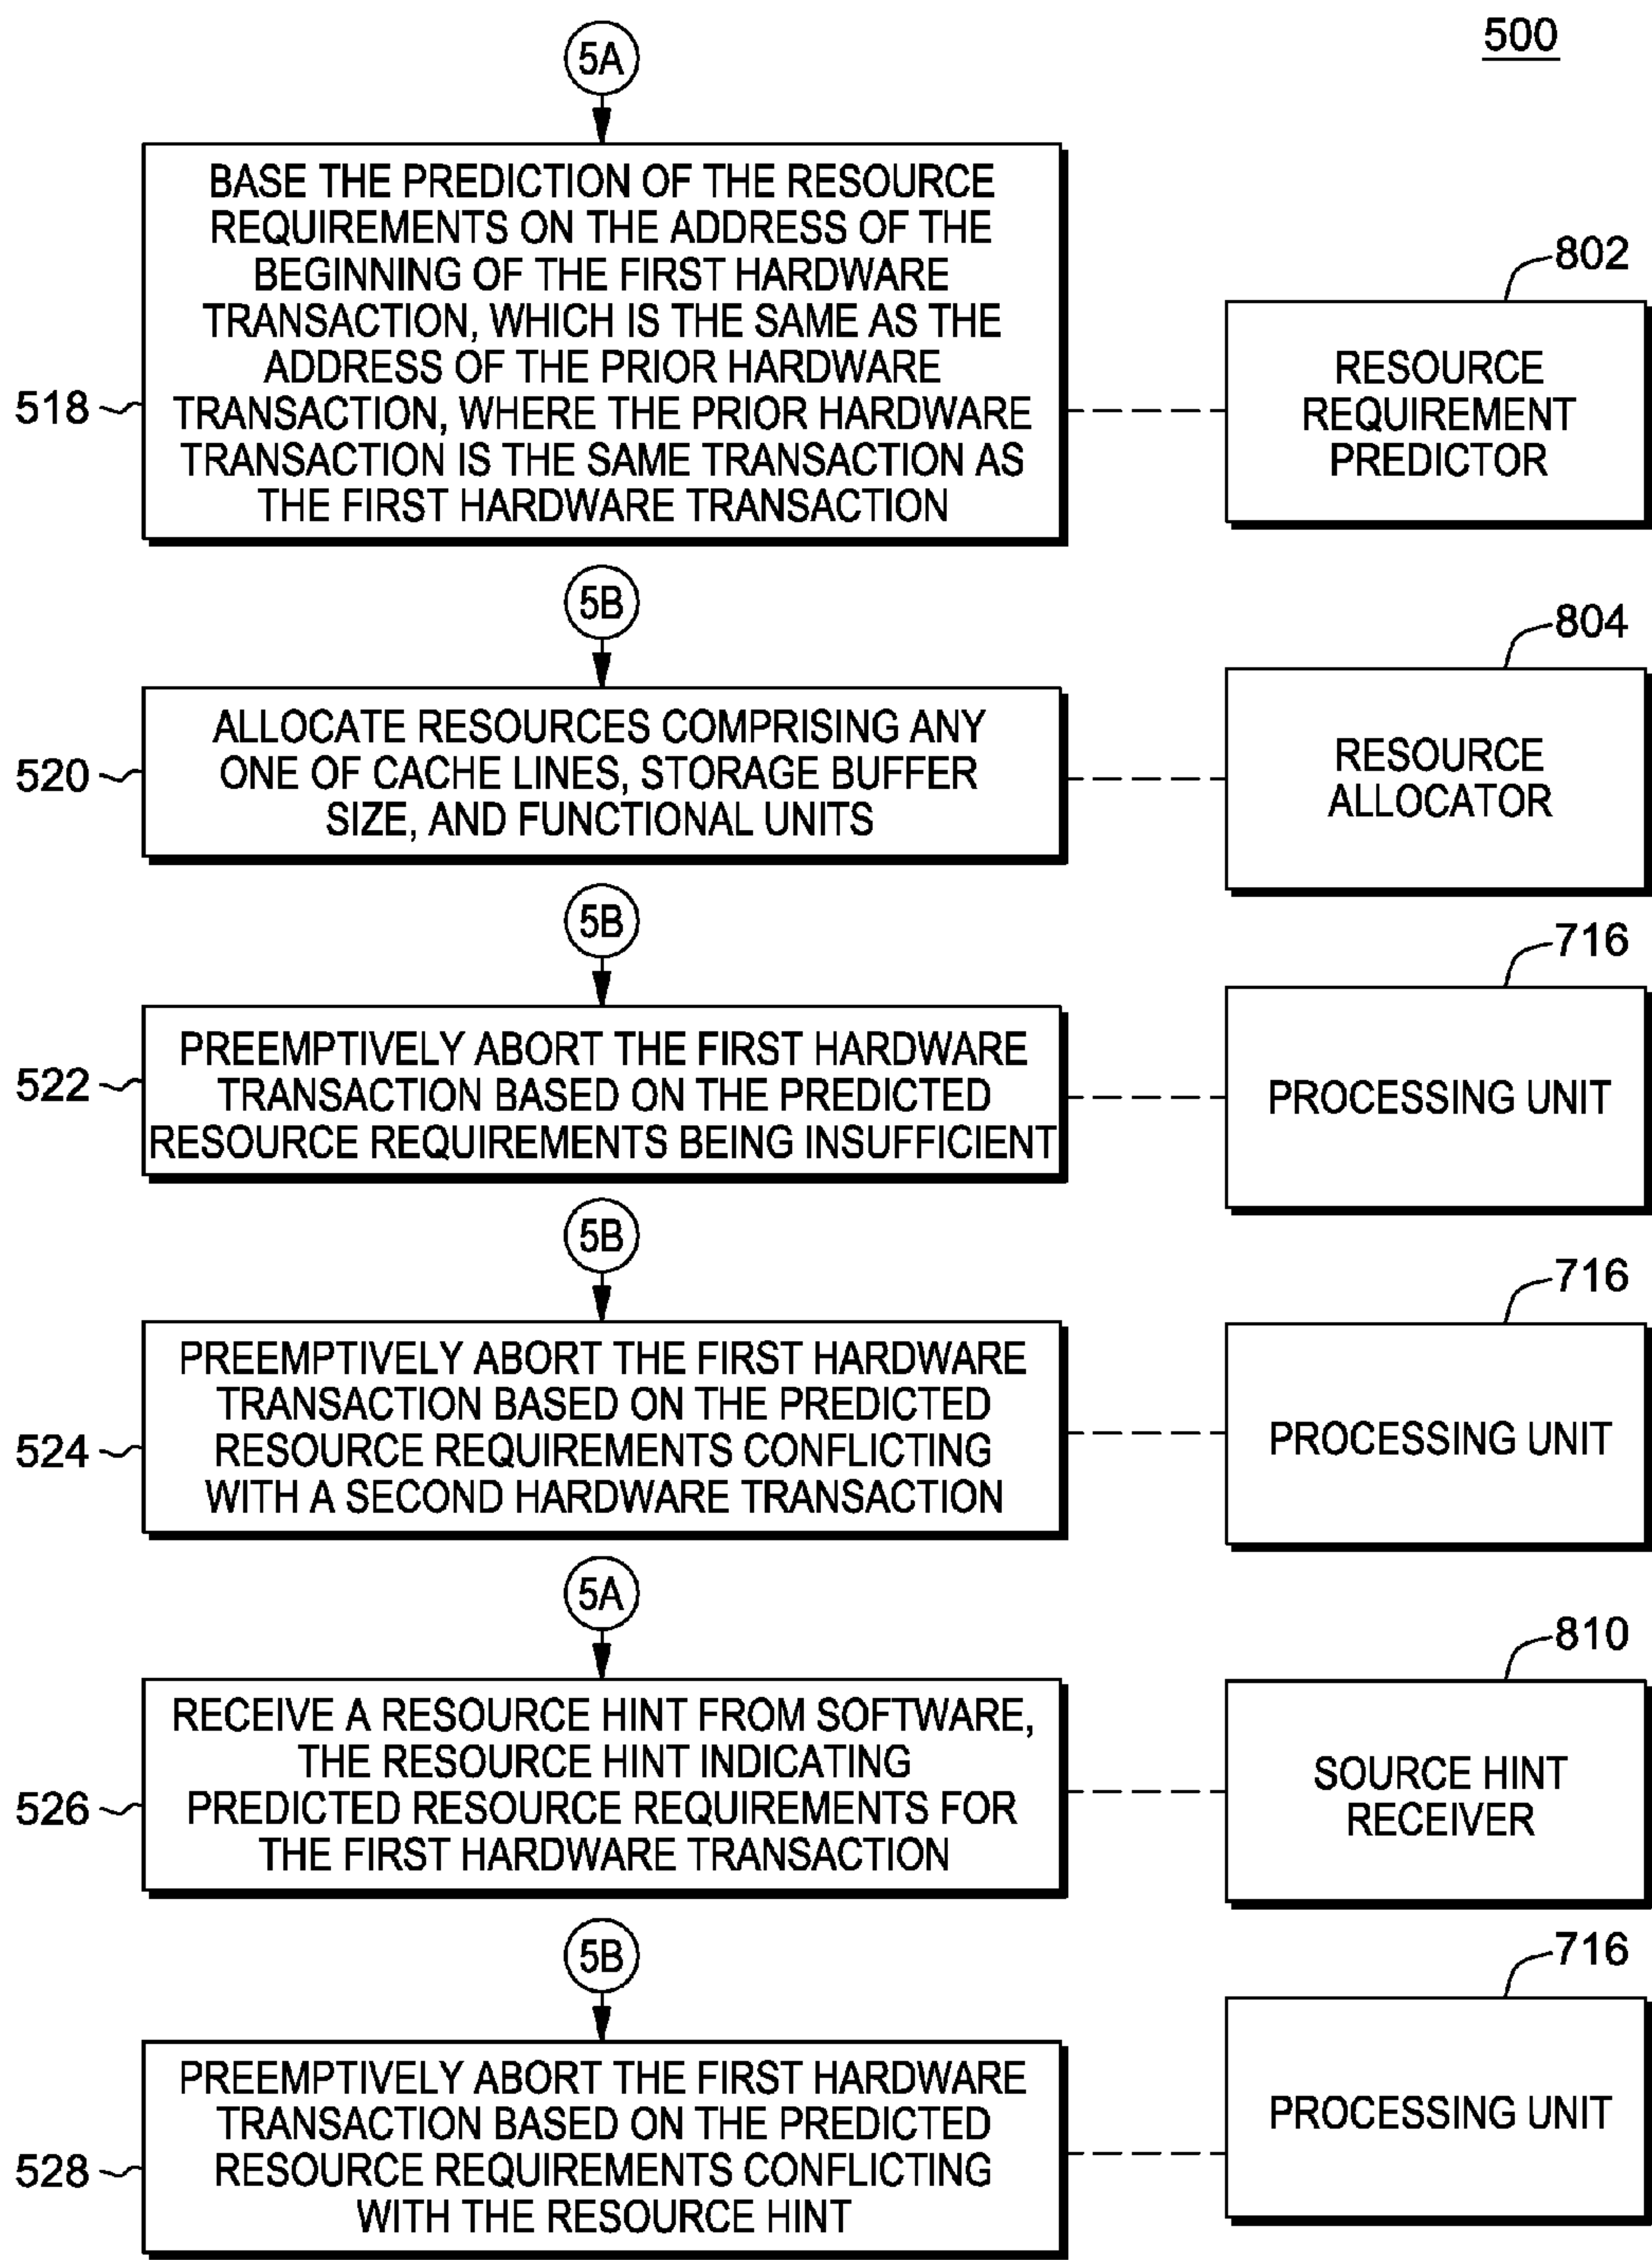 500
5A
BASE THE PREDICTION OF THE RESOURCE
REQUIREMENTS ON THE ADDRESS OF THE
BEGINNING OF THE FIRST HARDWARE
TRANSACTION, WHICH IS THE SAME AS THE
ADDRESS OF THE PRIOR HARDWARE
TRANSACTION, WHERE THE PRIOR HARDWARE
TRANSACTION IS THE SAME TRANSACTION AS
THE FIRST HARDWARE TRANSACTION
518
802
RESOURCE
REQUIREMENT
PREDICTOR
5B
ALLOCATE RESOURCES COMPRISING ANY
ONE OF CACHE LINES, STORAGE BUFFER
SIZE, AND FUNCTIONAL UNITS
520
804
RESOURCE
ALLOCATOR
5B
PREEMPTIVELY ABORT THE FIRST HARDWARE
TRANSACTION BASED ON THE PREDICTED
RESOURCE REQUIREMENTS BEING INSUFFICIENT
522
716
PROCESSING UNIT
5B
PREEMPTIVELY ABORT THE FIRST HARDWARE
TRANSACTION BASED ON THE PREDICTED
RESOURCE REQUIREMENTS CONFLICTING
WITH A SECOND HARDWARE TRANSACTION
524
716
PROCESSING UNIT
5A
RECEIVE A RESOURCE HINT FROM SOFTWARE,
THE RESOURCE HINT INDICATING
PREDICTED RESOURCE REQUIREMENTS FOR
THE FIRST HARDWARE TRANSACTION
526
810
SOURCE HINT
RECEIVER
5B
PREEMPTIVELY ABORT THE FIRST HARDWARE
TRANSACTION BASED ON THE PREDICTED
RESOURCE REQUIREMENTS CONFLICTING
WITH THE RESOURCE HINT
528
716
PROCESSING UNIT